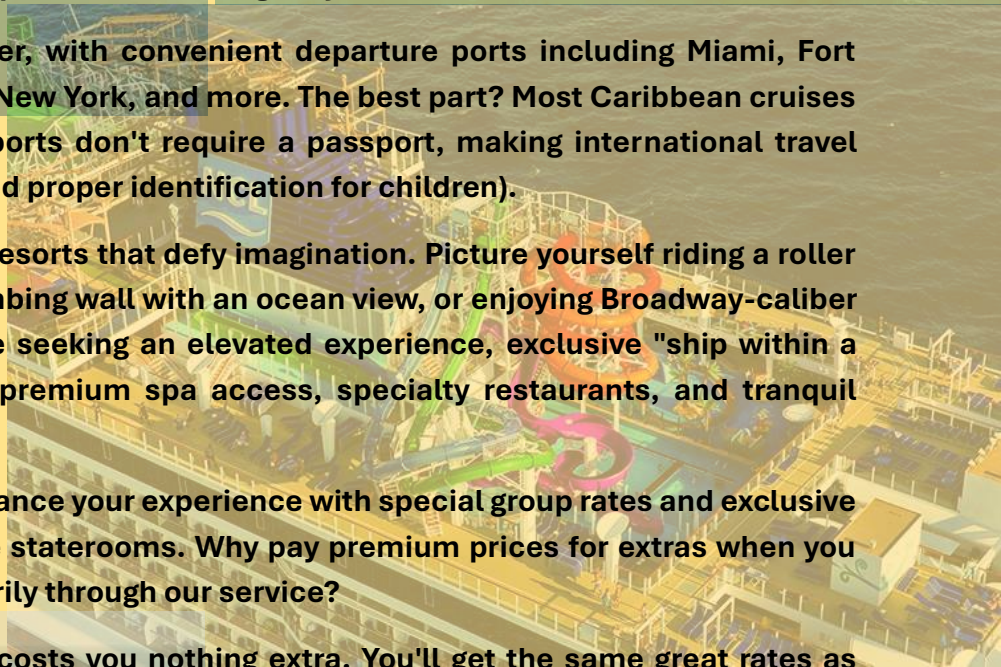 er, with convenient departure ports including Miami, Fort
New York, and more. The best part? Most Caribbean cruises
ports don't require a passport, making international travel
d proper identification for children).
esorts that defy imagination. Picture yourself riding a roller
mbing wall with an ocean view, or enjoying Broadway-caliber
e seeking an elevated experience, exclusive "ship within a
premium spa access, specialty restaurants, and tranquil
ance your experience with special group rates and exclusive
staterooms. Why pay premium prices for extras when you
rily through our service?
costs you nothing extra. You'll get the same great rates as